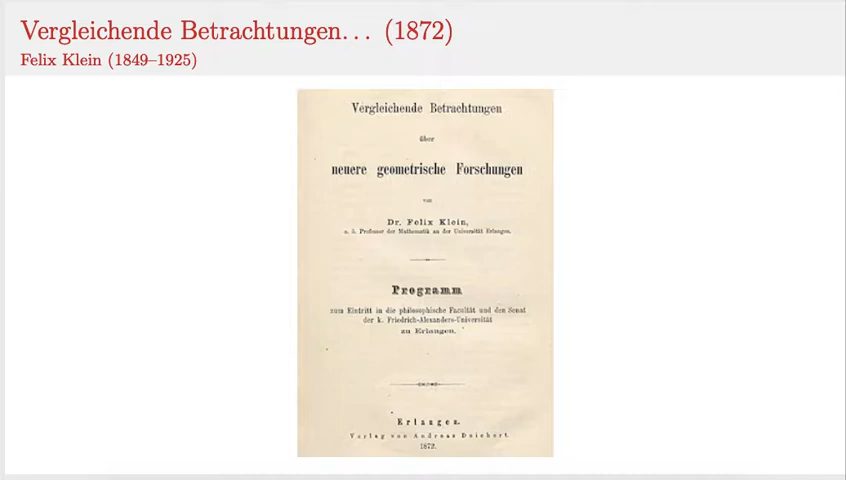 Vergleichende Betrachtungen... (1872)
Felix Klein (1849–1925)
Vergleichende Betrachtungen
über
neuere geometrische Forschungen
von
Dr. Felix Klein,
o. ö. Professor der Mathematik an der Universität Erlangen.
Programm
zum Eintritt in die philosophische Facultät und den Senat
der k. Friedrich-Alexanders-Universität
zu Erlangen.
Erlangen.
Verlag von Andreas Deichert.
1872.